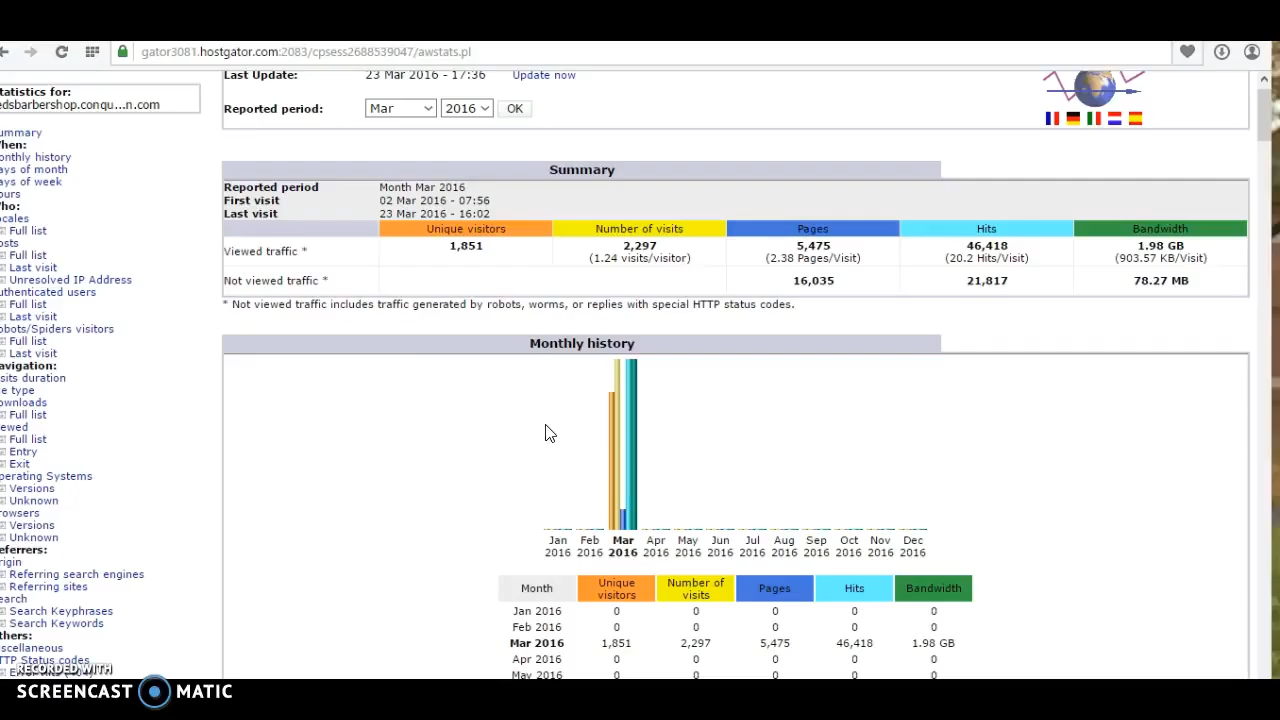 gator3081.hostgator.com:2083/cpsess2688539047/awstats.pl
Last Update: 23 Mar 2016 - 17:36 Update now
Reported period: Mar 2016 OK
tatistics for:
edsbarbershop.conqu...n.com
ummary
hen:
onthly history
ays of month
ays of week
ours
ho:
ocales
Full list
osts
Full list
Last visit
Unresolved IP Address
uthenticated users
Full list
Last visit
obots/Spiders visitors
Full list
Last visit
avigation:
isits duration
le type
ownloads
Full list
ewed
Full list
Entry
Exit
perating Systems
Versions
Unknown
rowsers
Versions
Unknown
eferrers:
rigin
Referring search engines
Referring sites
earch
Search Keyphrases
Search Keywords
thers:
iscellaneous
TTP Status codes
Summary
Reported period Month Mar 2016
First visit 02 Mar 2016 - 07:56
Last visit 23 Mar 2016 - 16:02
Unique visitors Number of visits Pages Hits Bandwidth
Viewed traffic * 1,851 2,297 5,475 46,418 1.98 GB
(1.24 visits/visitor) (2.38 Pages/Visit) (20.2 Hits/Visit) (903.57 KB/Visit)
Not viewed traffic * 16,035 21,817 78.27 MB
* Not viewed traffic includes traffic generated by robots, worms, or replies with special HTTP status codes.
Monthly history
Jan Feb Mar Apr May Jun Jul Aug Sep Oct Nov Dec
2016 2016 2016 2016 2016 2016 2016 2016 2016 2016 2016 2016
Month Unique visitors Number of visits Pages Hits Bandwidth
Jan 2016 0 0 0 0 0
Feb 2016 0 0 0 0 0
Mar 2016 1,851 2,297 5,475 46,418 1.98 GB
Apr 2016 0 0 0 0 0
May 2016 0 0 0 0 0
RECORDED WITH
SCREENCAST MATIC